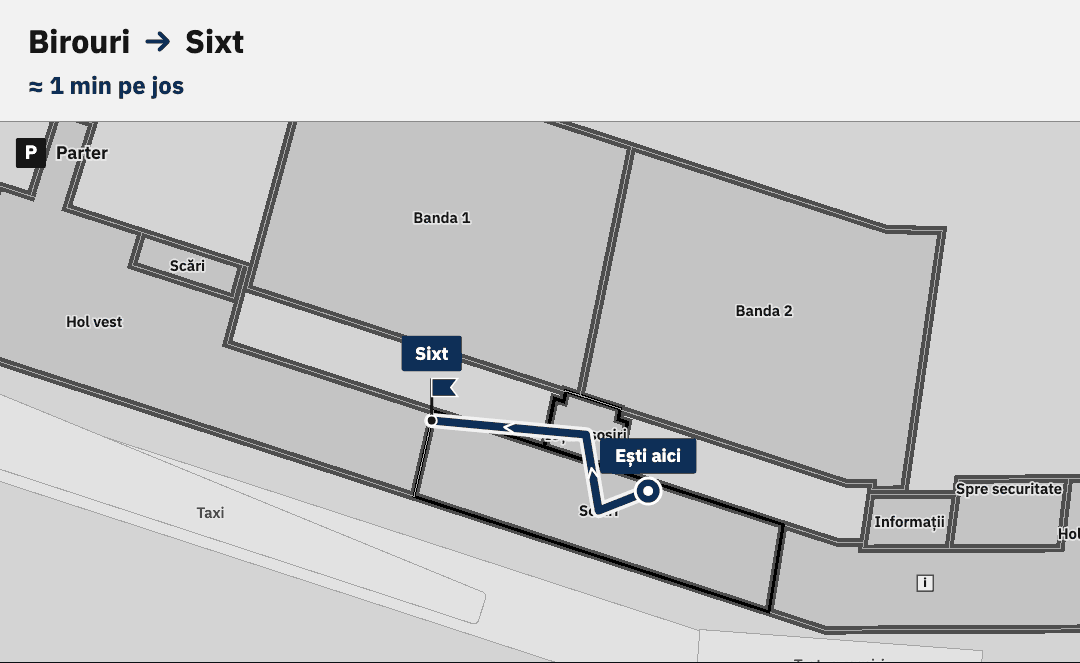 Birouri → Sixt
≈ 1 min pe jos
P Parter
Banda 1
Scări
Banda 2
Hol vest
Sixt
sosiri
Ești aici
Spre securitate
Taxi
Informații
i